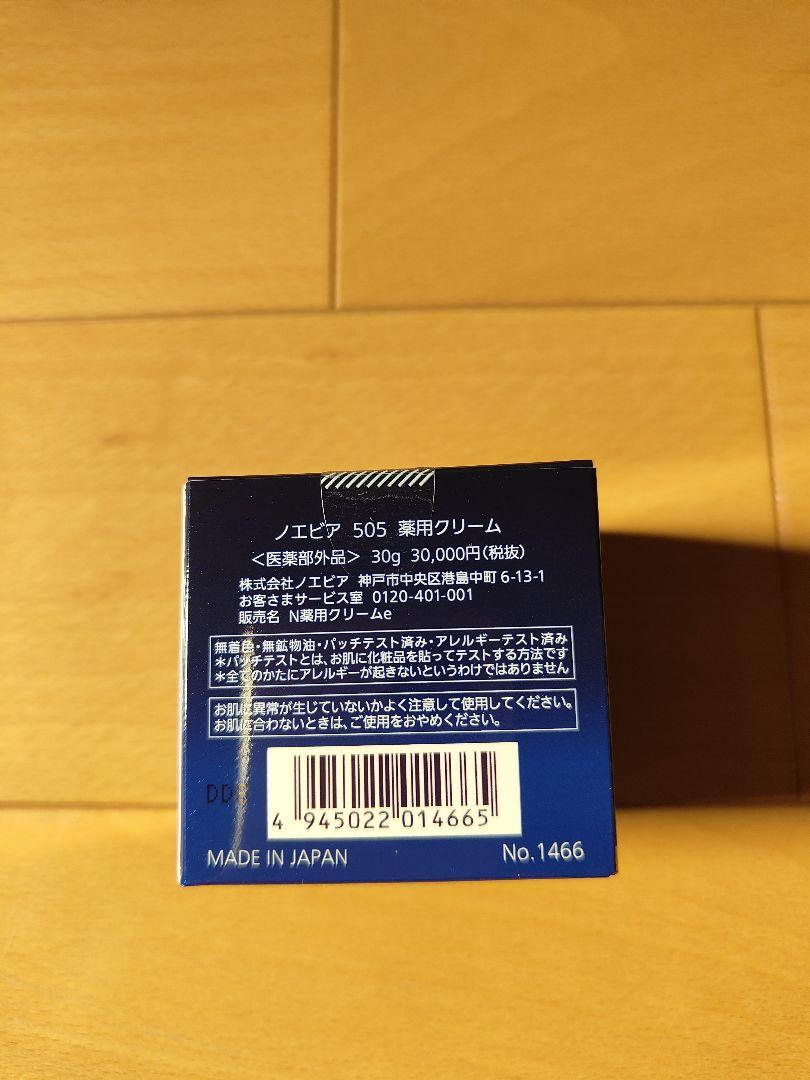 ノエビア 505 薬用クリーム
<医薬部外品> 30g 30,000円(税抜)
株式会社ノエビア 神戸市中央区港島中町6-13-1
お客さまサービス室 0120-401-001
販売名 N薬用クリームe
無着色・無鉱物油・パッチテスト済み・アレルギーテスト済み
*パッチテストとは、お肌に化粧品を貼ってテストする方法です
*全てのかたにアレルギーが起きないというわけではありません
お肌に異常が生じていないかよく注意して使用してください。
お肌に合わないときは、ご使用をおやめください。
4 945022 014665
MADE IN JAPAN
No.1466